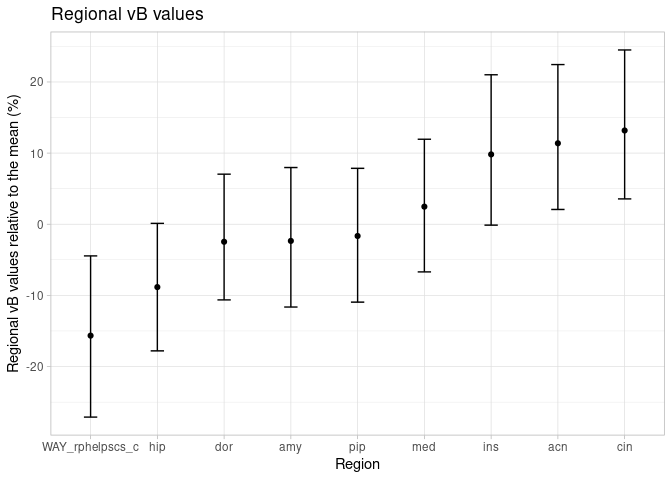 Regional vB values
Regional vB values relative to the mean (%)
20
10
0
-10
-20
WAY_rphelpscs_c hip dor amy pip med ins acn cin
Region